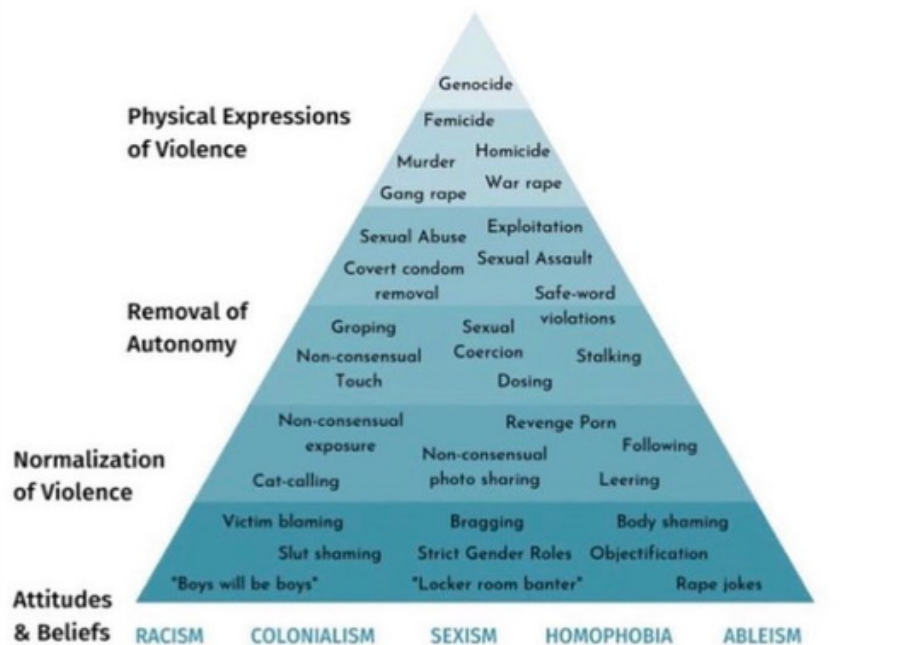 Genocide
Physical Expressions
of Violence
Femicide
Homicide
Murder
War rape
Gang rape
Exploitation
Sexual Abuse
Sexual Assault
Covert condom
removal
Safe-word
violations
Removal of
Autonomy
Groping
Sexual
Coercion
Non-consensual
Touch
Stalking
Dosing
Non-consensual
exposure
Revenge Porn
Following
Normalization
of Violence
Non-consensual
photo sharing
Cat-calling
Leering
Victim blaming
Bragging
Body shaming
Slut shaming
Strict Gender Roles
Objectification
"Boys will be boys"
"Locker room banter"
Rape jokes
Attitudes
& Beliefs
RACISM
COLONIALISM
SEXISM
HOMOPHOBIA
ABLEISM